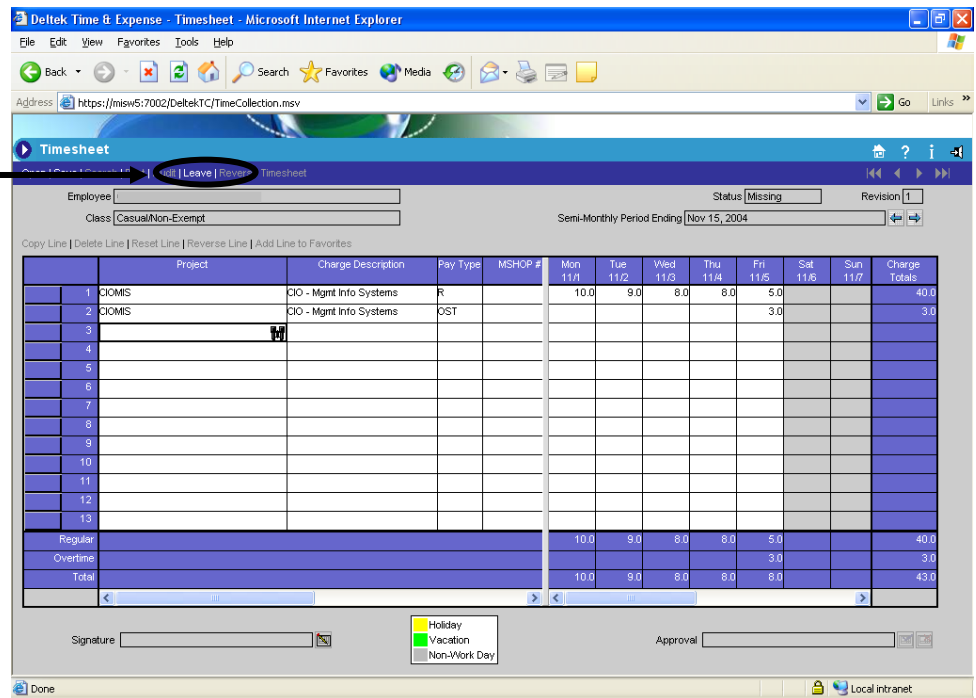 Deltek Time & Expense - Timesheet - Microsoft Internet Explorer
File Edit View Favorites Tools Help
Back Search Favorites Media
Address https://misw5:7002/DeltekTC/TimeCollection.msv Go Links »
Timesheet
Open | Save | | Audit | Leave | Reverse Timesheet
Employee Status Missing Revision 1
Class Casual/Non-Exempt Semi-Monthly Period Ending Nov 15, 2004
Copy Line | Delete Line | Reset Line | Reverse Line | Add Line to Favorites
Project Charge Description Pay Type MSHOP # Mon 11/1 Tue 11/2 Wed 11/3 Thu 11/4 Fri 11/5 Sat 11/6 Sun 11/7 Charge Totals
1 CIOMIS CIO - Mgmt Info Systems R 10.0 9.0 8.0 8.0 5.0 40.0
2 CIOMIS CIO - Mgmt Info Systems OST 3.0 3.0
3
4
5
6
7
8
9
10
11
12
13
Regular 10.0 9.0 8.0 8.0 5.0 40.0
Overtime 3.0 3.0
Total 10.0 9.0 8.0 8.0 8.0 43.0
Signature Holiday Approval
Vacation
Non-Work Day
Done Local intranet